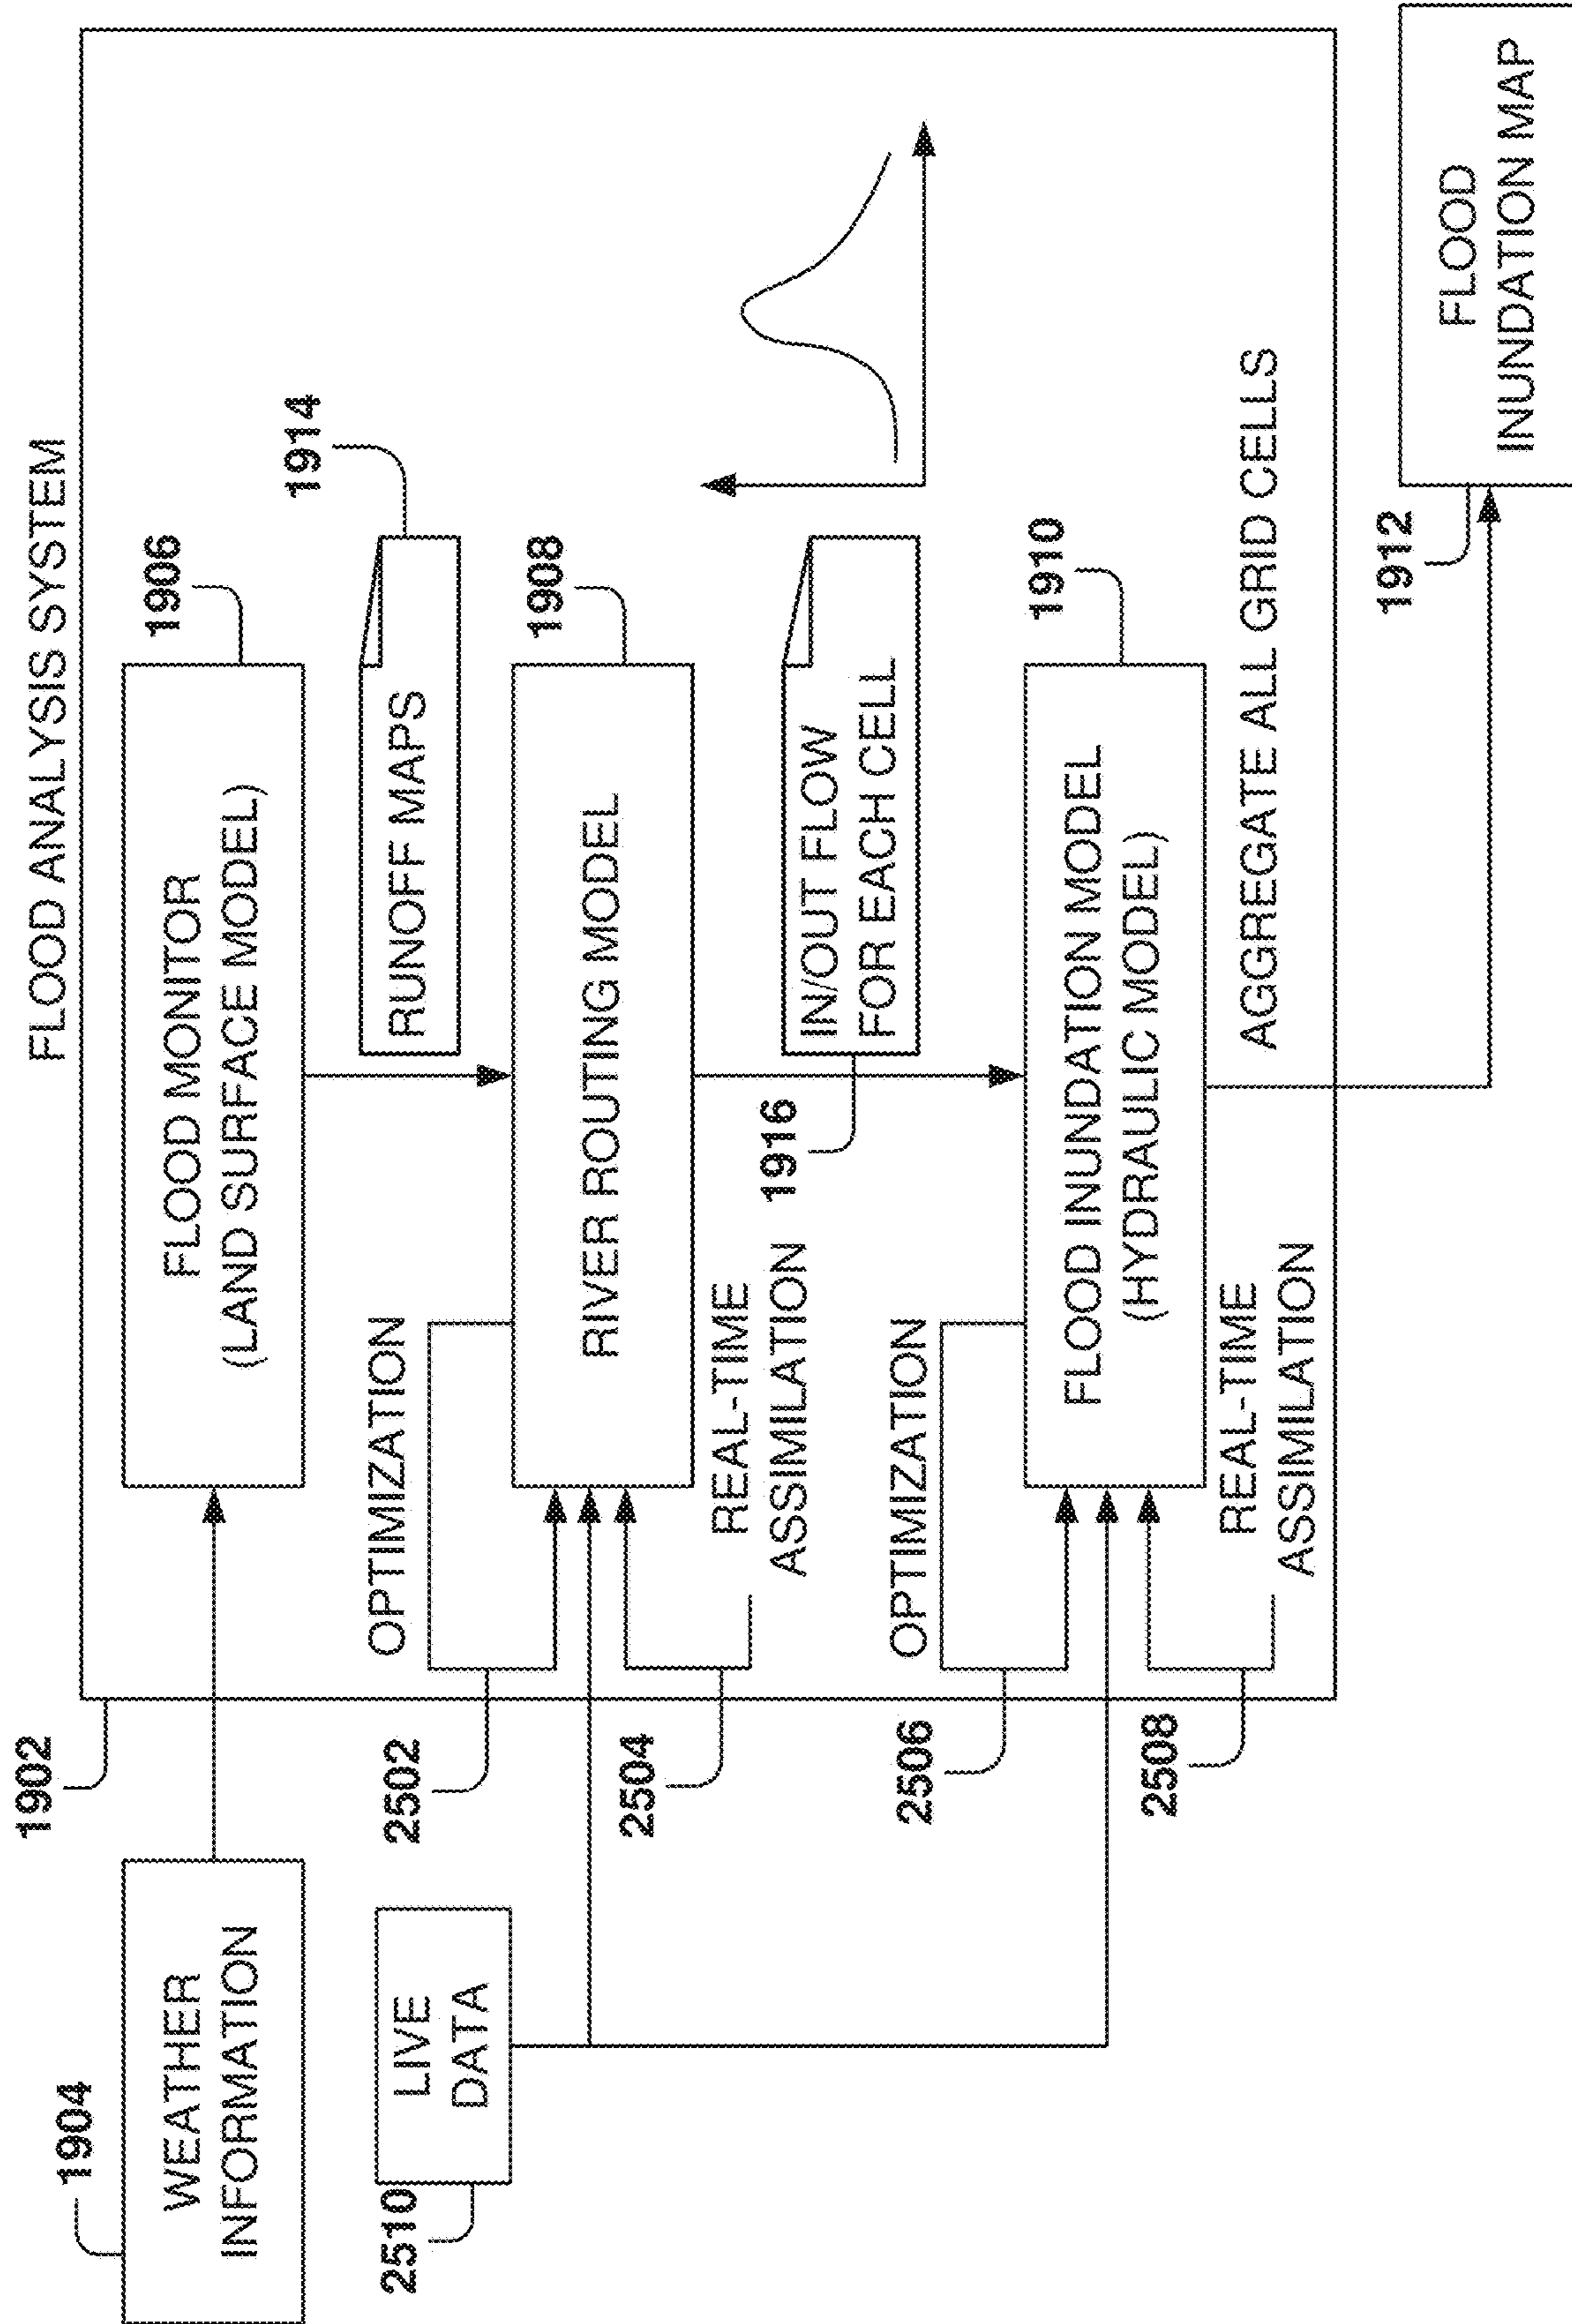 FLOOD ANALYSIS SYSTEM
1902
1904
WEATHER
INFORMATION
FLOOD MONITOR
(LAND SURFACE MODEL)
1906
RUNOFF MAPS
1914
2510
LIVE
DATA
2502
OPTIMIZATION
RIVER ROUTING MODEL
1908
2504
REAL-TIME
ASSIMILATION
1916
IN/OUT FLOW
FOR EACH CELL
2506
OPTIMIZATION
FLOOD INUNDATION MODEL
(HYDRAULIC MODEL)
1910
2508
REAL-TIME
ASSIMILATION
AGGREGATE ALL GRID CELLS
1912
FLOOD
INUNDATION MAP